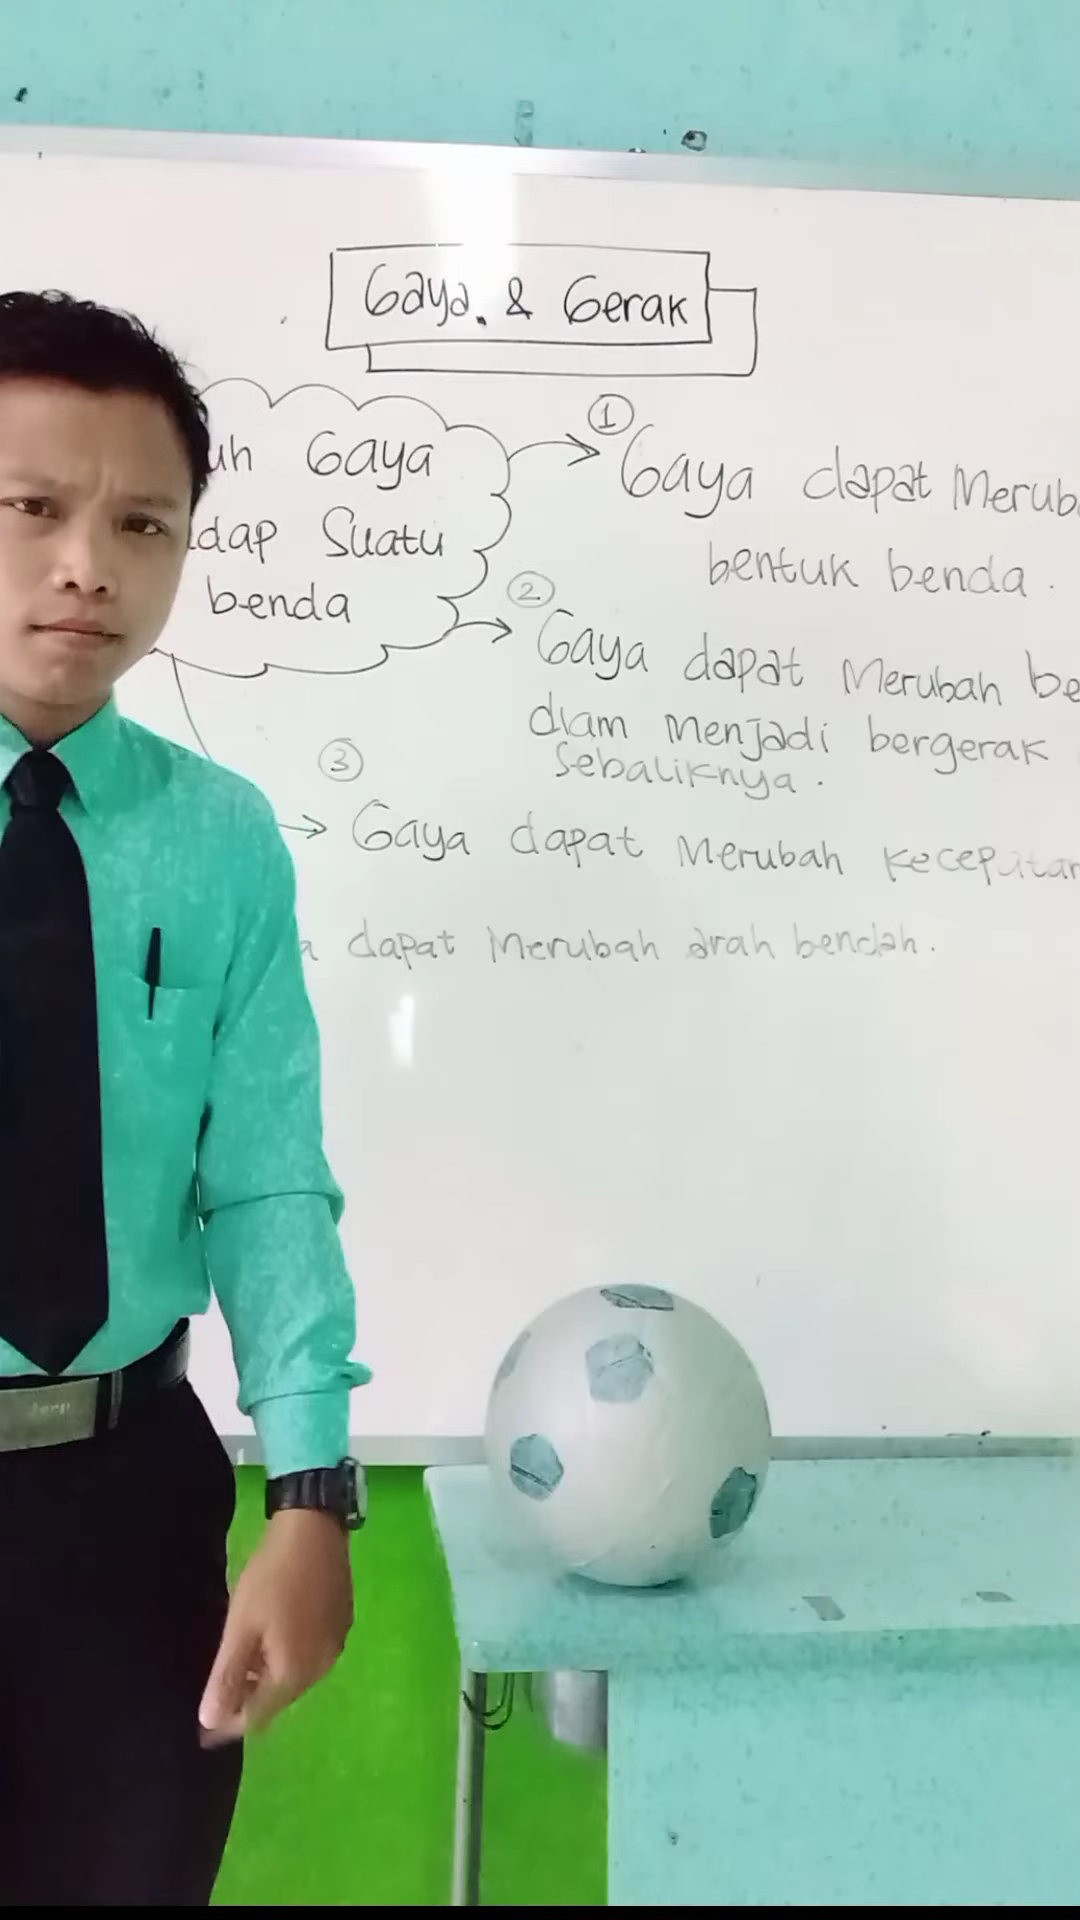 Gaya. & Gerak
uh Gaya
dap Suatu
benda
1
Gaya dapat Merub
bentuk benda.
2
Gaya dapat Merubah be
diam menjadi bergerak
Sebaliknya.
3
Gaya dapat Merubah Kecepatan
a dapat Merubah arah bendah.